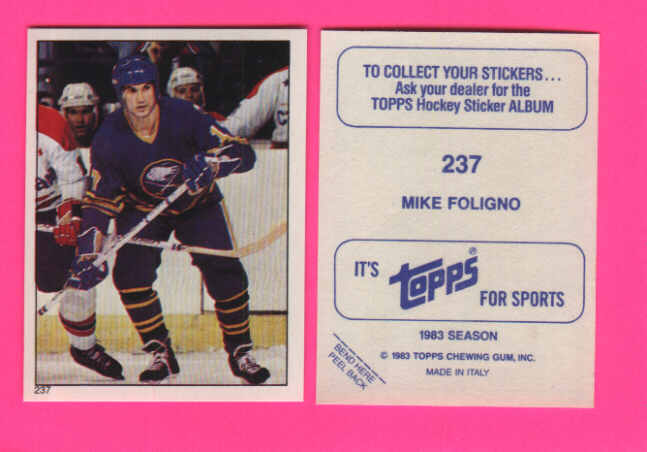 237
TO COLLECT YOUR STICKERS...
Ask your dealer for the
TOPPS Hockey Sticker ALBUM
237
MIKE FOLIGNO
IT'S
TOPPS®
FOR SPORTS
1983 SEASON
© 1983 TOPPS CHEWING GUM, INC.
MADE IN ITALY
BEND HERE
PEEL BACK